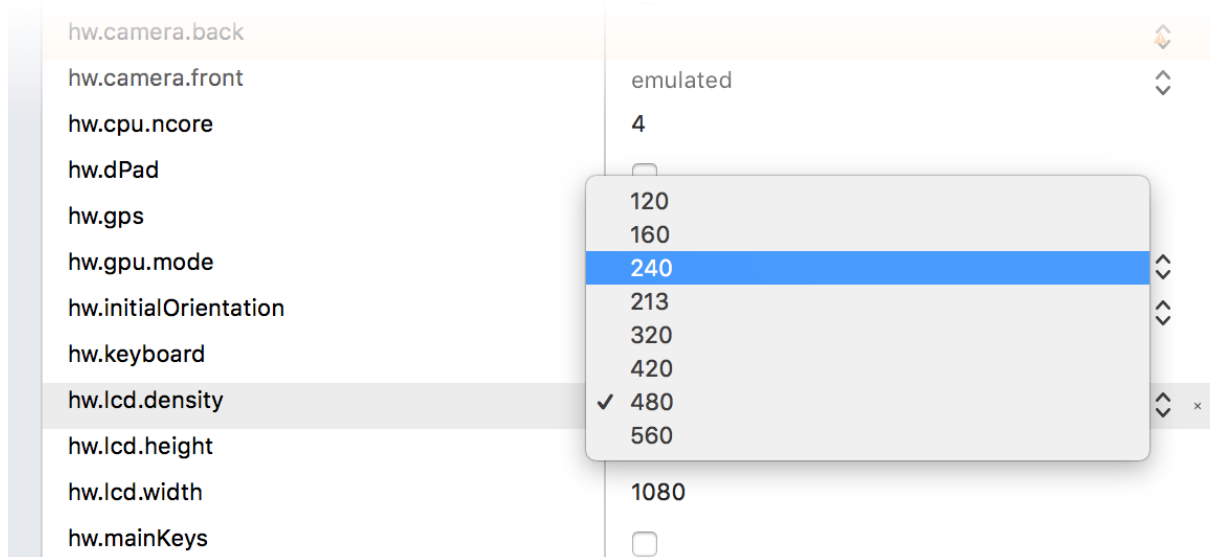 hw.camera.back
hw.camera.front emulated
hw.cpu.ncore 4
hw.dPad
120
hw.gps
160
hw.gpu.mode
240
hw.initialOrientation
213
320
hw.keyboard
420
hw.lcd.density
✓ 480
×
560
hw.lcd.height
hw.lcd.width 1080
hw.mainKeys